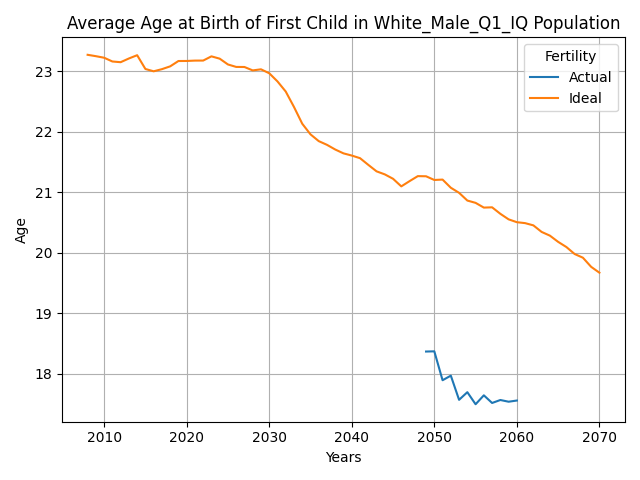 Average Age at Birth of First Child in White_Male_Q1_IQ Population
Fertility
Actual
Ideal
Age
23
22
21
20
19
18
2010 2020 2030 2040 2050 2060 2070
Years